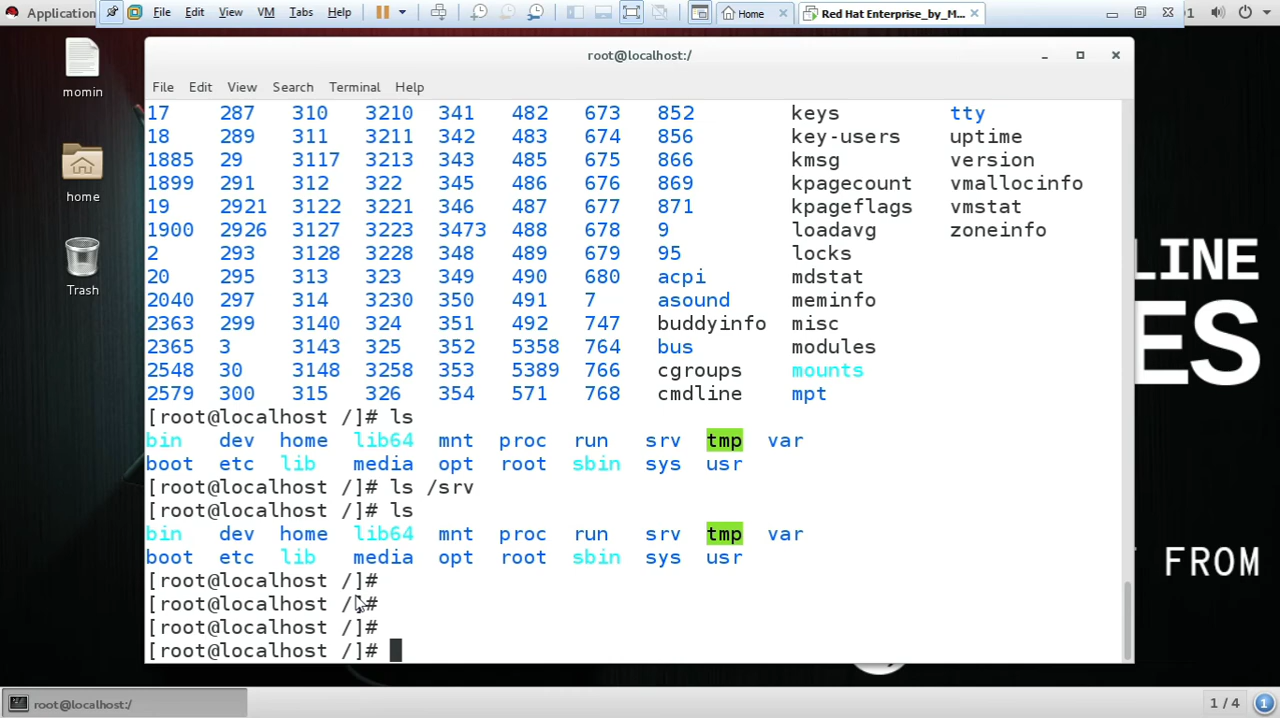 Application File Edit View VM Tabs Help Home Red Hat Enterprise_by_M... 1
momin
home
Trash
root@localhost:/
File Edit View Search Terminal Help
17 287 310 3210 341 482 673 852 keys tty
18 289 311 3211 342 483 674 856 key-users uptime
1885 29 3117 3213 343 485 675 866 kmsg version
1899 291 312 322 345 486 676 869 kpagecount vmallocinfo
19 2921 3122 3221 346 487 677 871 kpageflags vmstat
1900 2926 3127 3223 3473 488 678 9 loadavg zoneinfo
2 293 3128 3228 348 489 679 95 locks
20 295 313 323 349 490 680 acpi mdstat
2040 297 314 3230 350 491 7 asound meminfo
2363 299 3140 324 351 492 747 buddyinfo misc
2365 3 3143 325 352 5358 764 bus modules
2548 30 3148 3258 353 5389 766 cgroups mounts
2579 300 315 326 354 571 768 cmdline mpt
[root@localhost /]# ls
bin dev home lib64 mnt proc run srv tmp var
boot etc lib media opt root sbin sys usr
[root@localhost /]# ls /srv
[root@localhost /]# ls
bin dev home lib64 mnt proc run srv tmp var
boot etc lib media opt root sbin sys usr
[root@localhost /]#
[root@localhost /]#
[root@localhost /]#
[root@localhost /]#
LINE
ES
FROM
root@localhost:/ 1 / 4 1